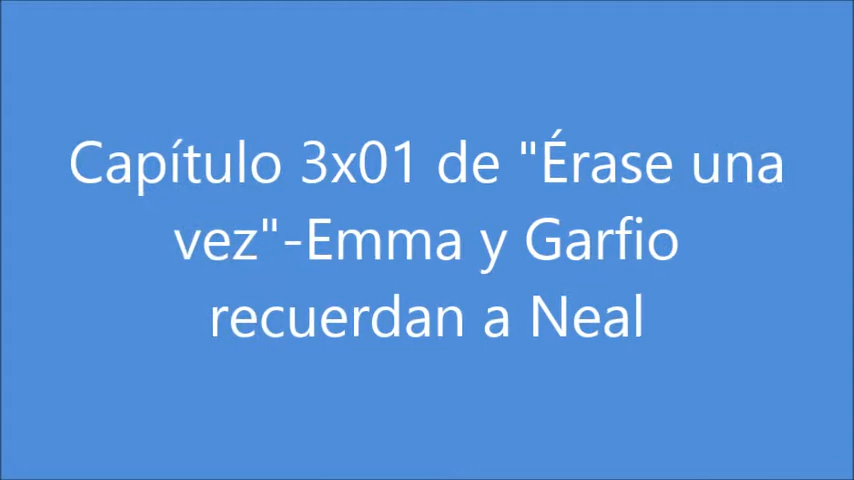 Capítulo 3x01 de "Érase una
vez"-Emma y Garfio
recuerdan a Neal